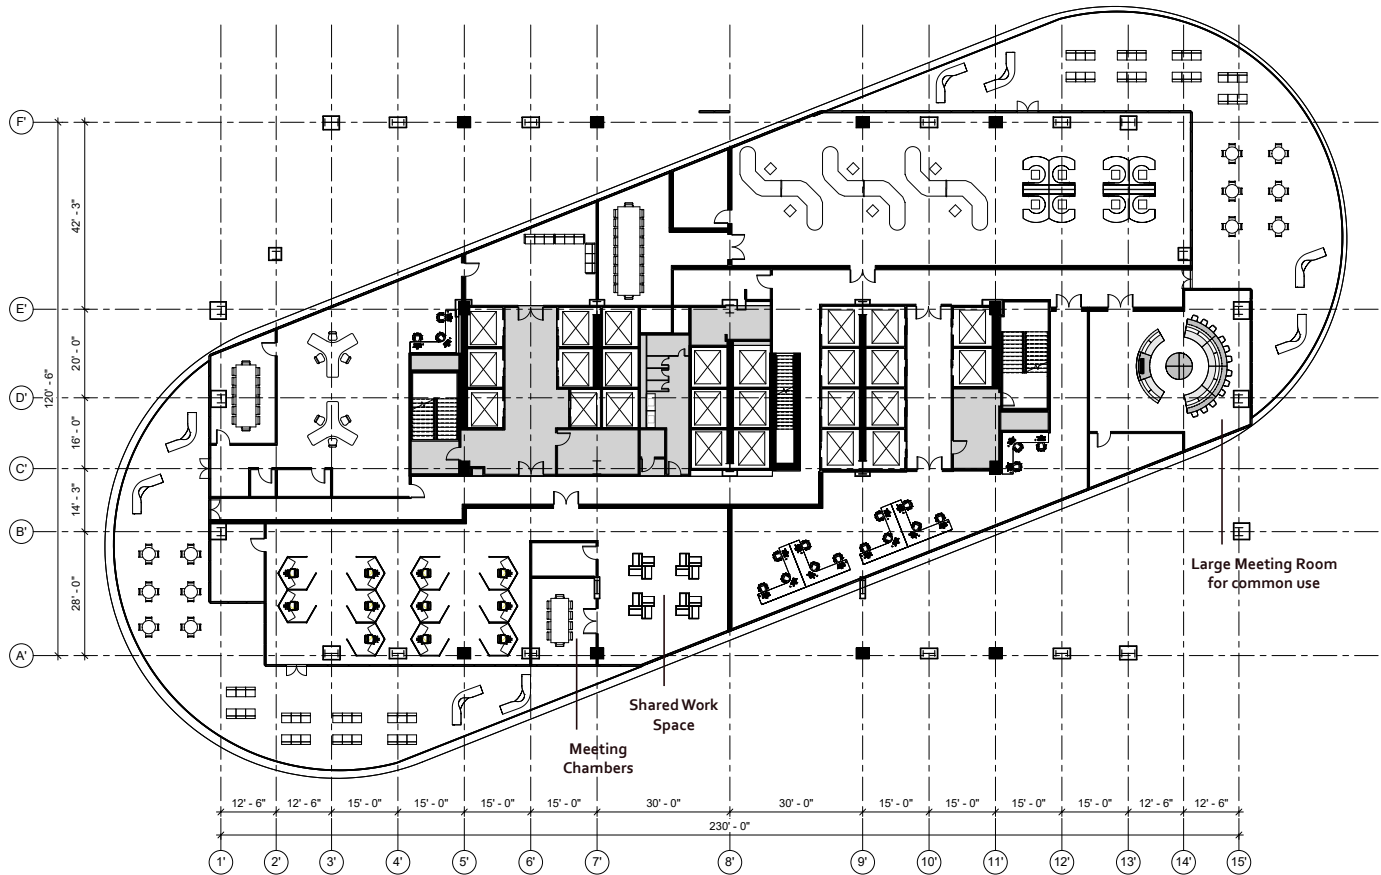 F'
42' - 3"
E'
20' - 0"
D'
120' - 6"
16' - 0"
C'
14' - 3"
B'
28' - 0"
A'
Large Meeting Room
for common use
Shared Work
Space
Meeting
Chambers
12' - 6" 12' - 6" 15' - 0" 15' - 0" 15' - 0" 15' - 0" 30' - 0" 30' - 0" 15' - 0" 15' - 0" 15' - 0" 15' - 0" 12' - 6" 12' - 6"
230' - 0"
1' 2' 3' 4' 5' 6' 7' 8' 9' 10' 11' 12' 13' 14' 15'